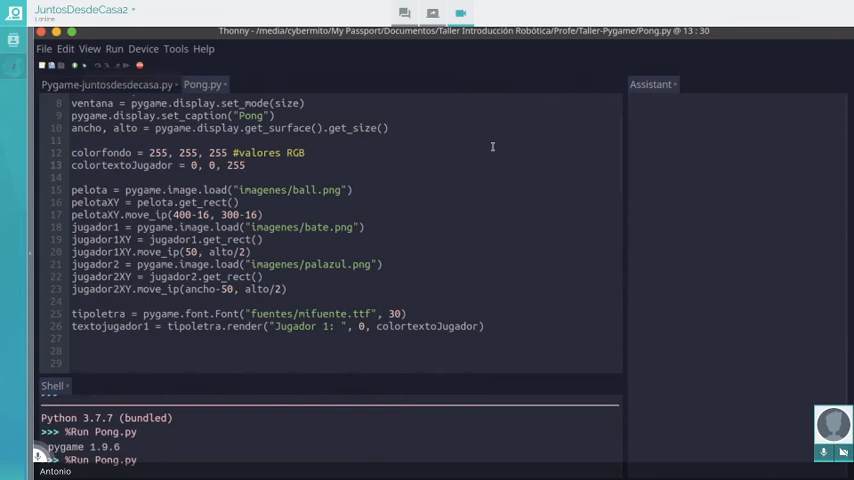 JuntosDesdeCasa2
1 online
Thonny - /media/cybermito/My Passport/Documentos/Taller Introducción Robótica/Profe/Taller-Pygame/Pong.py @ 13 : 30
File Edit View Run Device Tools Help
Pygame-juntosdesdecasa.py × Pong.py × Assistant ×
8 ventana = pygame.display.set_mode(size)
9 pygame.display.set_caption("Pong")
10 ancho, alto = pygame.display.get_surface().get_size()
11
12 colorfondo = 255, 255, 255 #valores RGB
13 colortextoJugador = 0, 0, 255
14
15 pelota = pygame.image.load("imagenes/ball.png")
16 pelotaXY = pelota.get_rect()
17 pelotaXY.move_ip(400-16, 300-16)
18 jugador1 = pygame.image.load("imagenes/bate.png")
19 jugador1XY = jugador1.get_rect()
20 jugador1XY.move_ip(50, alto/2)
21 jugador2 = pygame.image.load("imagenes/palazul.png")
22 jugador2XY = jugador2.get_rect()
23 jugador2XY.move_ip(ancho-50, alto/2)
24
25 tipoletra = pygame.font.Font("fuentes/mifuente.ttf", 30)
26 textojugador1 = tipoletra.render("Jugador 1: ", 0, colortextoJugador)
27
28
29
Shell ×
>>>
Python 3.7.7 (bundled)
>>> %Run Pong.py
pygame 1.9.6
>>> %Run Pong.py
Antonio